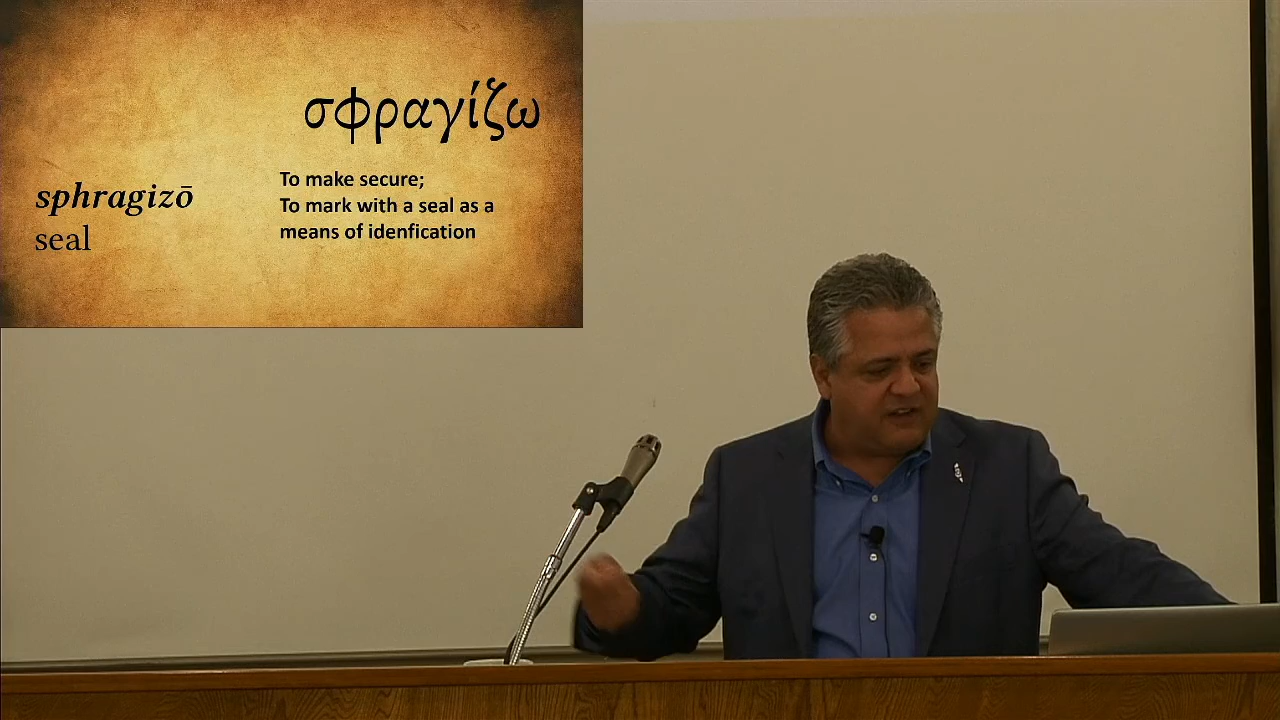 σφραγίζω
sphragizō
seal
To make secure;
To mark with a seal as a
means of idenfication